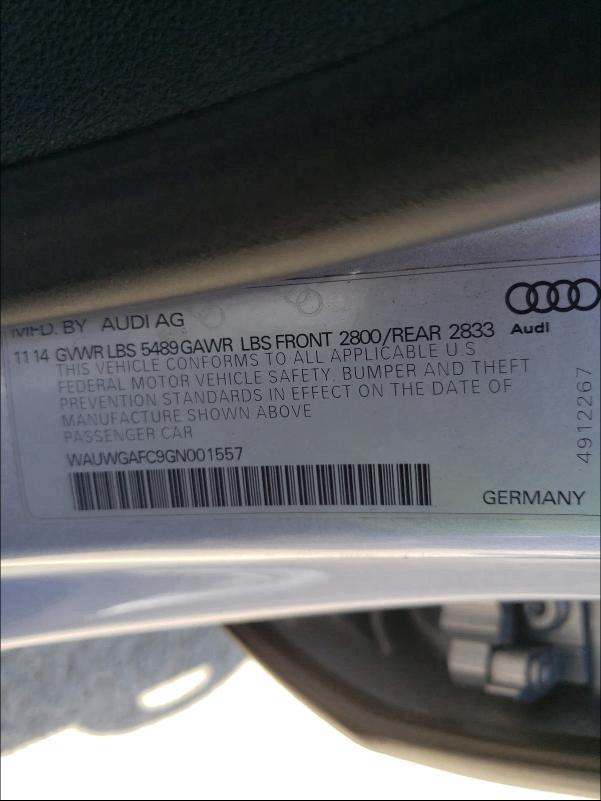 MFD. BY AUDI AG
11 14 GVWR LBS 5489 GAWR LBS FRONT 2800/REAR 2833
Audi
THIS VEHICLE CONFORMS TO ALL APPLICABLE U.S.
FEDERAL MOTOR VEHICLE SAFETY, BUMPER AND THEFT
PREVENTION STANDARDS IN EFFECT ON THE DATE OF
MANUFACTURE SHOWN ABOVE
PASSENGER CAR
WAUWGAFC9GN001557
GERMANY
4912267